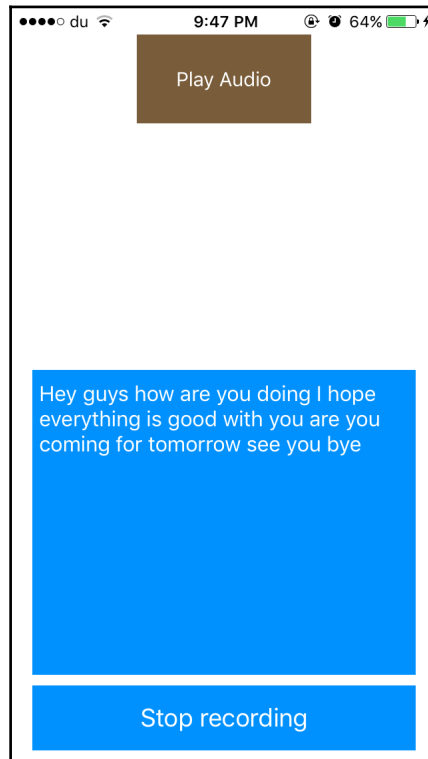 du 9:47 PM 64%
Play Audio
Hey guys how are you doing I hope
everything is good with you are you
coming for tomorrow see you bye
Stop recording